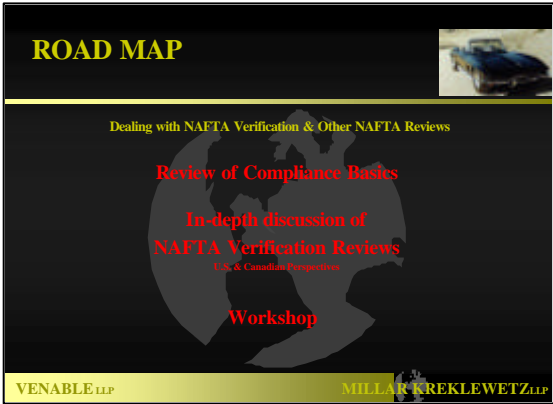 ROAD MAP
Dealing with NAFTA Verification & Other NAFTA Reviews
Review of Compliance Basics
In-depth discussion of
NAFTA Verification Reviews
U.S. & Canadian Perspectives
Workshop
VENABLE LLP
MILLAR KREKLEWETZ LLP